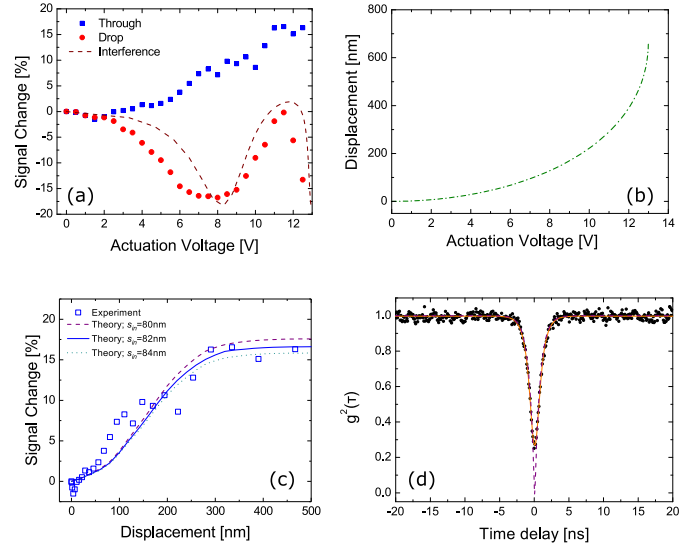 Through
Drop
Interference
Signal Change [%]
20
15
10
5
0
-5
-10
-15
-20
(a)
0 2 4 6 8 10 12
Actuation Voltage [V]
Displacement [nm]
800
600
400
200
0
(b)
0 2 4 6 8 10 12 14
Actuation Voltage [V]
Experiment
Theory; s_in=80nm
Theory; s_in=82nm
Theory; s_in=84nm
Signal Change [%]
20
15
10
5
0
(c)
0 100 200 300 400 500
Displacement [nm]
g²(τ)
1.0
0.8
0.6
0.4
0.2
0,0
(d)
-20 -15 -10 -5 0 5 10 15 20
Time delay [ns]